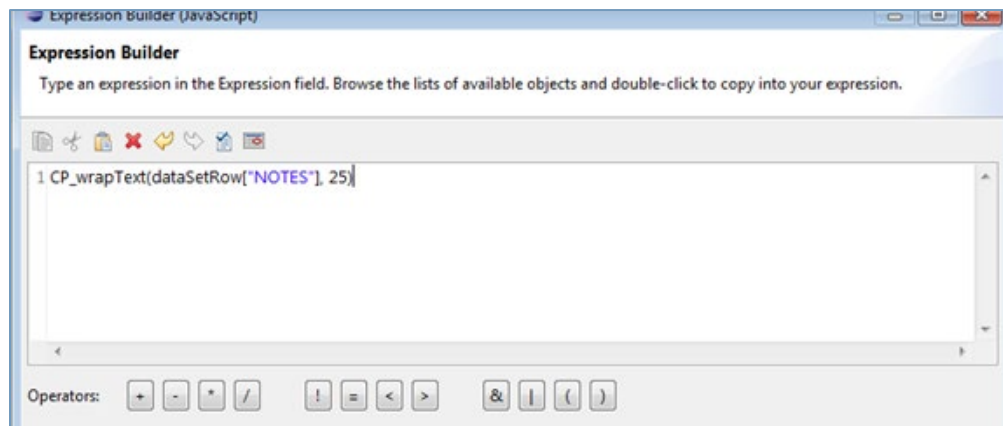 Expression Builder (JavaScript)
Expression Builder
Type an expression in the Expression field. Browse the lists of available objects and double-click to copy into your expression.
1 CP_wrapText(dataSetRow["NOTES"], 25)
Operators: + - * / ! = < > & | ( )